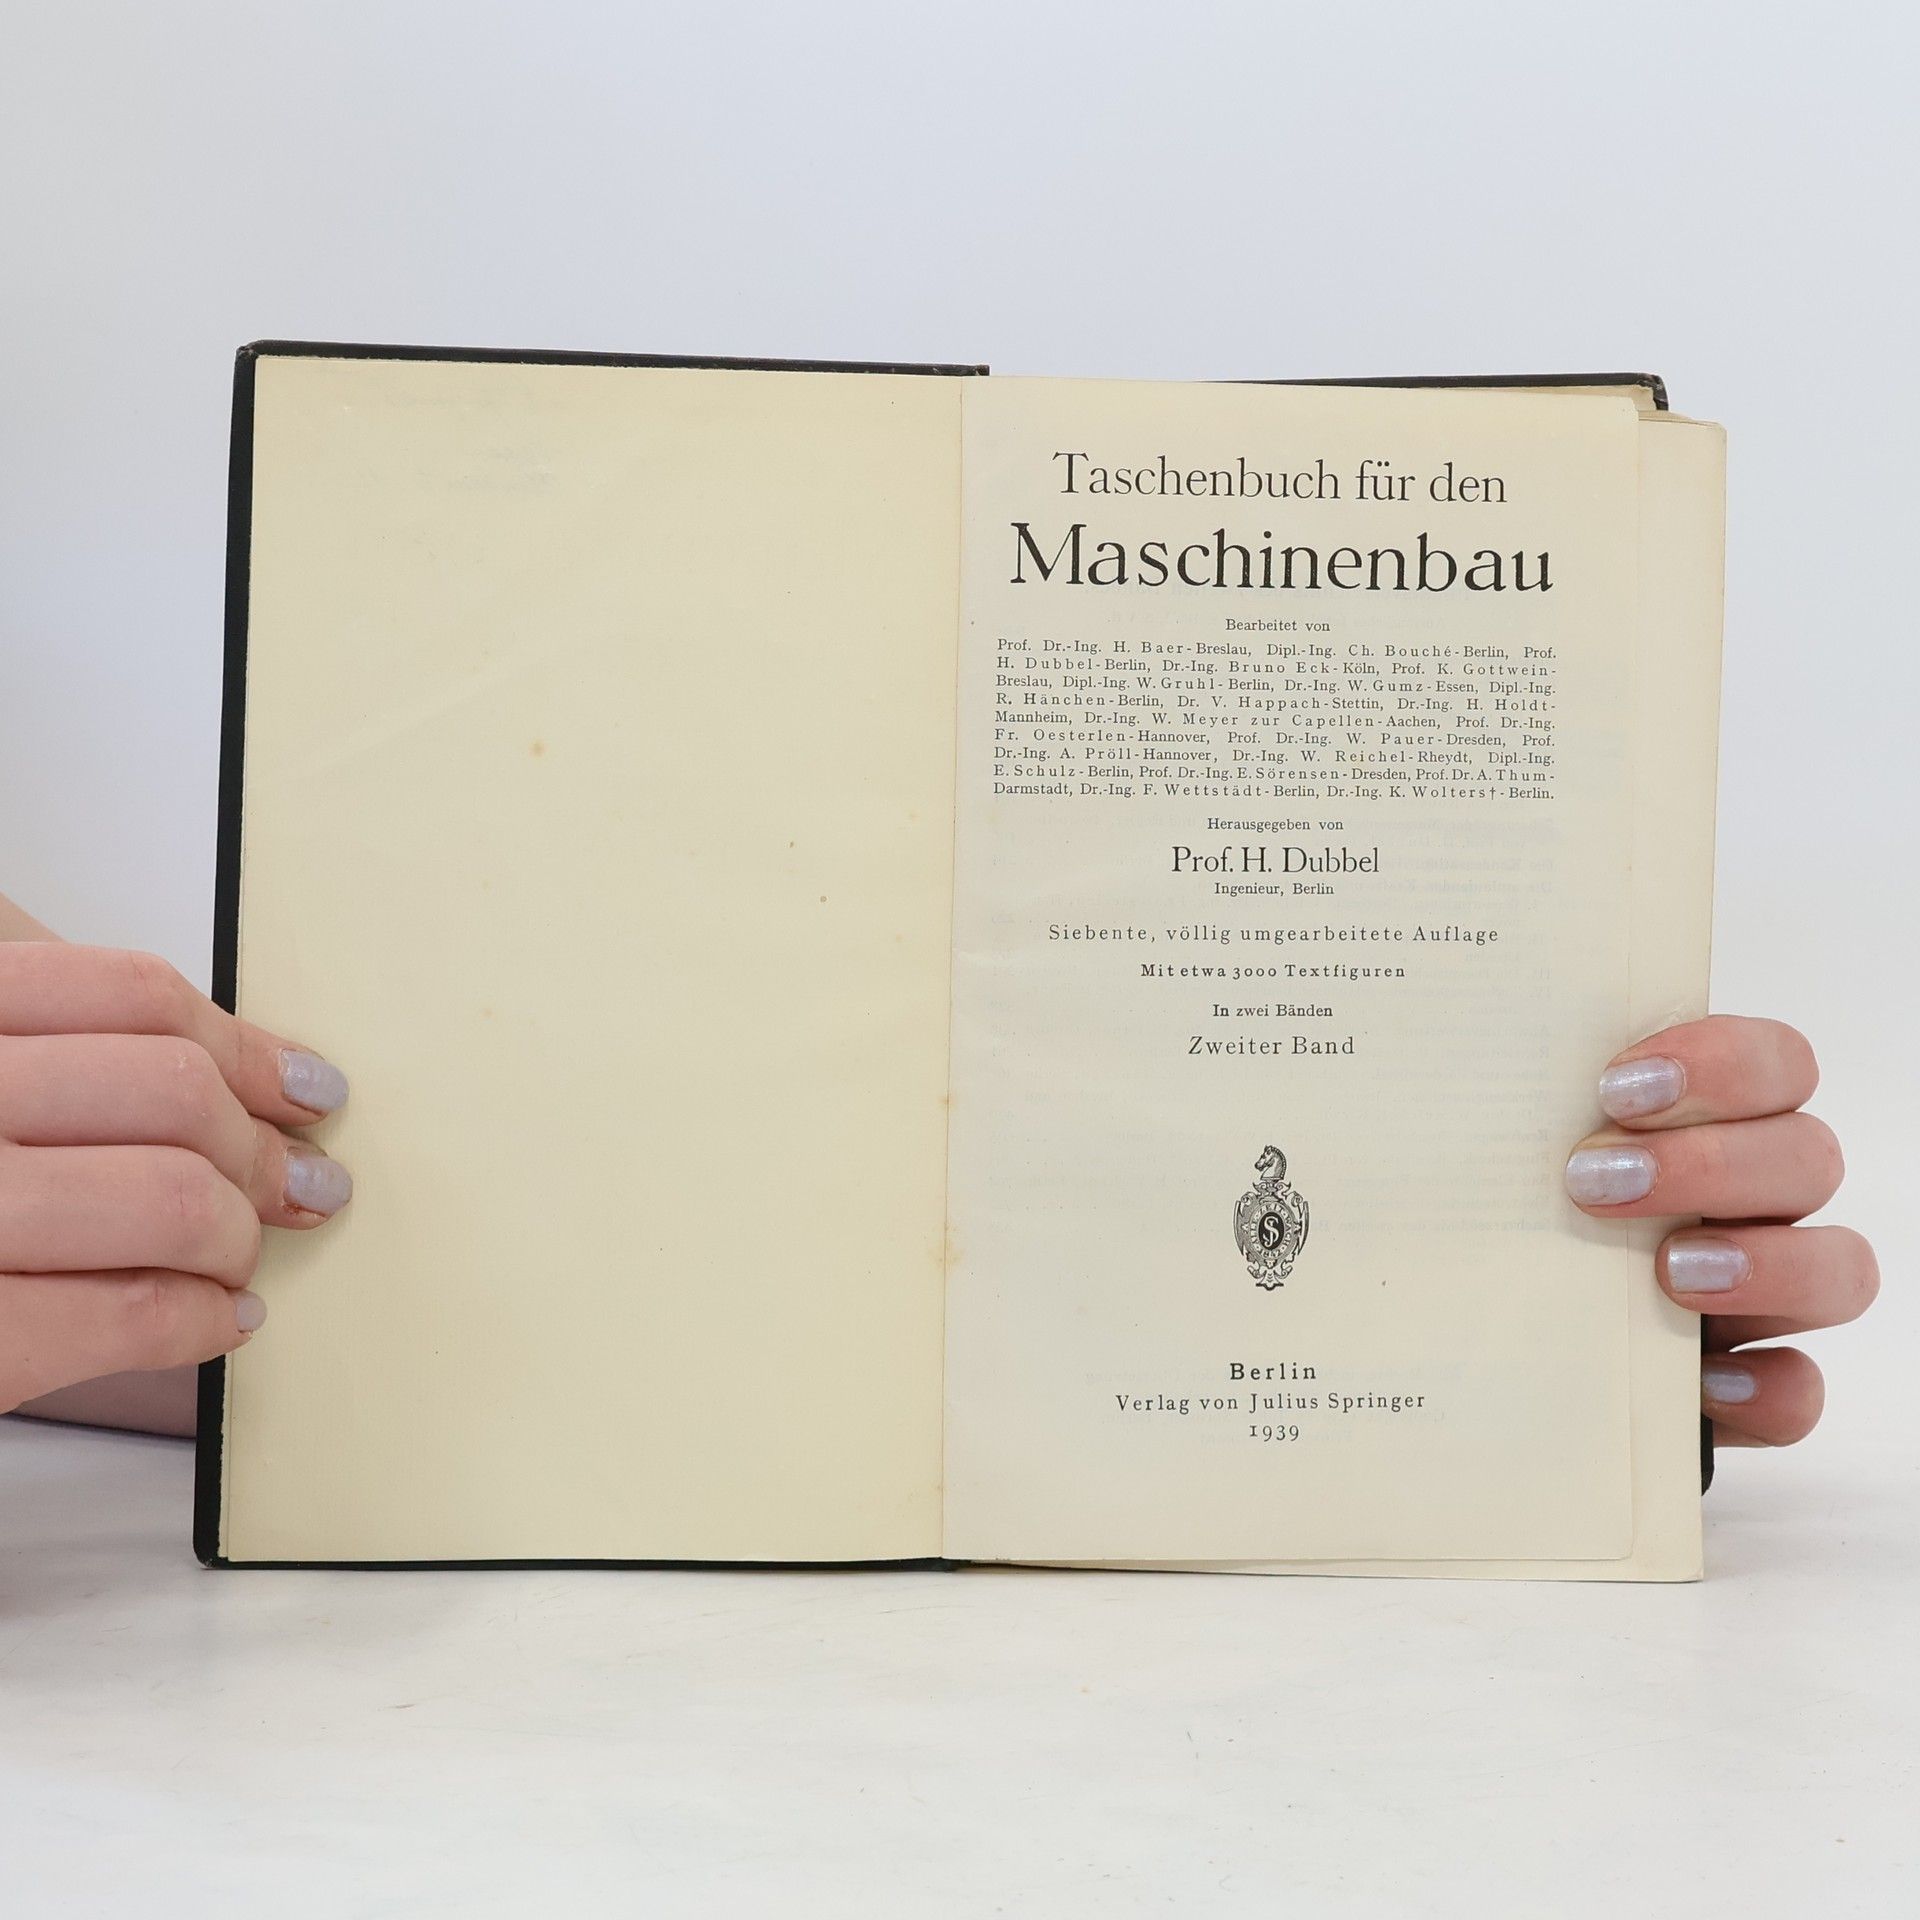 Taschenbuch für den
Maschinenbau
Bearbeitet von
Prof. Dr.-Ing. H. Baer-Breslau, Dipl.-Ing. Ch. Bouché-Berlin, Prof.
H. Dubbel-Berlin, Dr.-Ing. Bruno Eck-Köln, Prof. K. Gottwein-
Breslau, Dipl.-Ing. W. Gruhl-Berlin, Dr.-Ing. W. Gumz-Essen, Dipl.-Ing.
R. Hänchen-Berlin, Dr. V. Happach-Stettin, Dr.-Ing. H. Holdt-
Mannheim, Dr.-Ing. W. Meyer zur Capellen-Aachen, Prof. Dr.-Ing.
Fr. Oesterlen-Hannover, Prof. Dr.-Ing. W. Pauer-Dresden, Prof.
Dr.-Ing. A. Pröll-Hannover, Dr.-Ing. W. Reichel-Rheydt, Dipl.-Ing.
E. Schulz-Berlin, Prof. Dr.-Ing. E. Sörensen-Dresden, Prof. Dr. A. Thum-
Darmstadt, Dr.-Ing. F. Wettstädt-Berlin, Dr.-Ing. K. Wolters†-Berlin.
Herausgegeben von
Prof. H. Dubbel
Ingenieur, Berlin
Siebente, völlig umgearbeitete Auflage
Mit etwa 3000 Textfiguren
In zwei Bänden
Zweiter Band
Berlin
Verlag von Julius Springer
1939